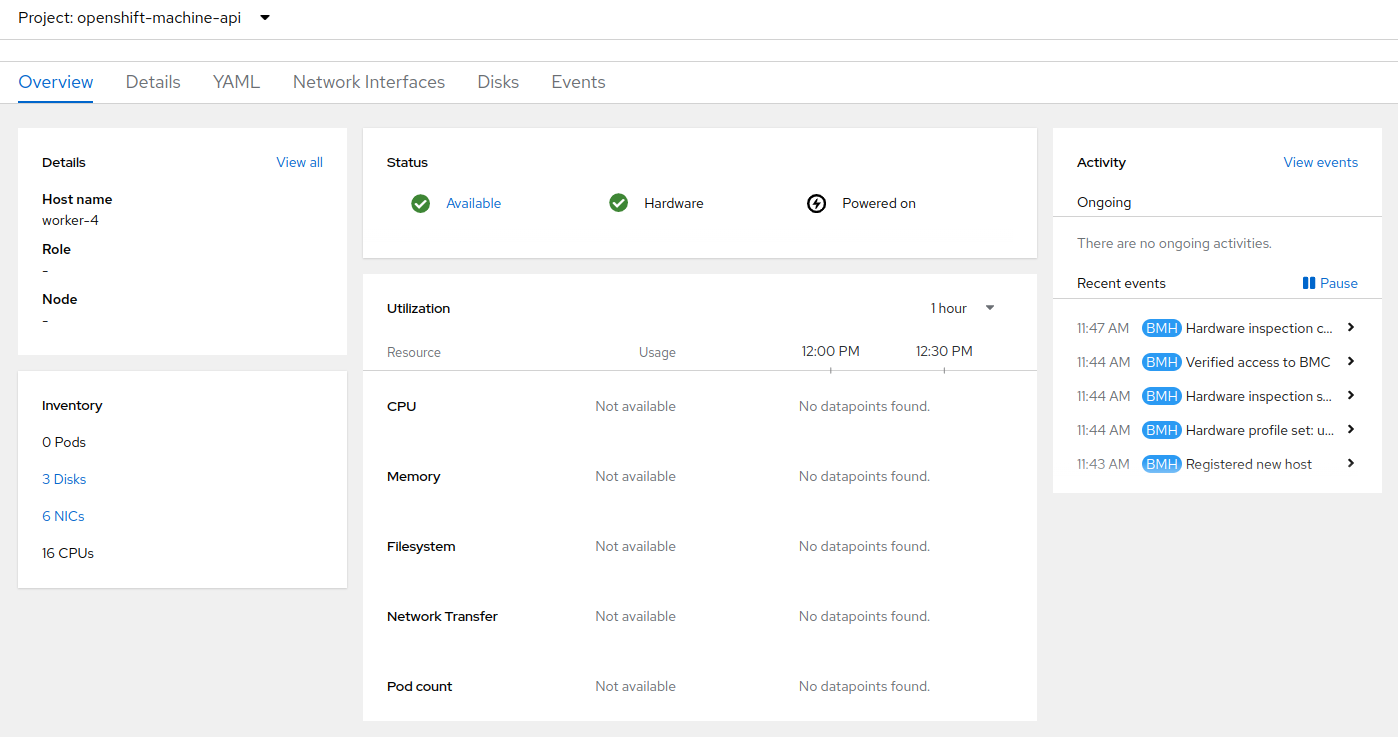 Project: openshift-machine-api
Overview Details YAML Network Interfaces Disks Events
Details View all
Host name
worker-4
Role
-
Node
-
Inventory
0 Pods
3 Disks
6 NICs
16 CPUs
Status
Available Hardware Powered on
Utilization 1 hour
Resource Usage 12:00 PM 12:30 PM
CPU Not available No datapoints found.
Memory Not available No datapoints found.
Filesystem Not available No datapoints found.
Network Transfer Not available No datapoints found.
Pod count Not available No datapoints found.
Activity View events
Ongoing
There are no ongoing activities.
Recent events Pause
11:47 AM BMH Hardware inspection c...
11:44 AM BMH Verified access to BMC
11:44 AM BMH Hardware inspection s...
11:44 AM BMH Hardware profile set: u...
11:43 AM BMH Registered new host